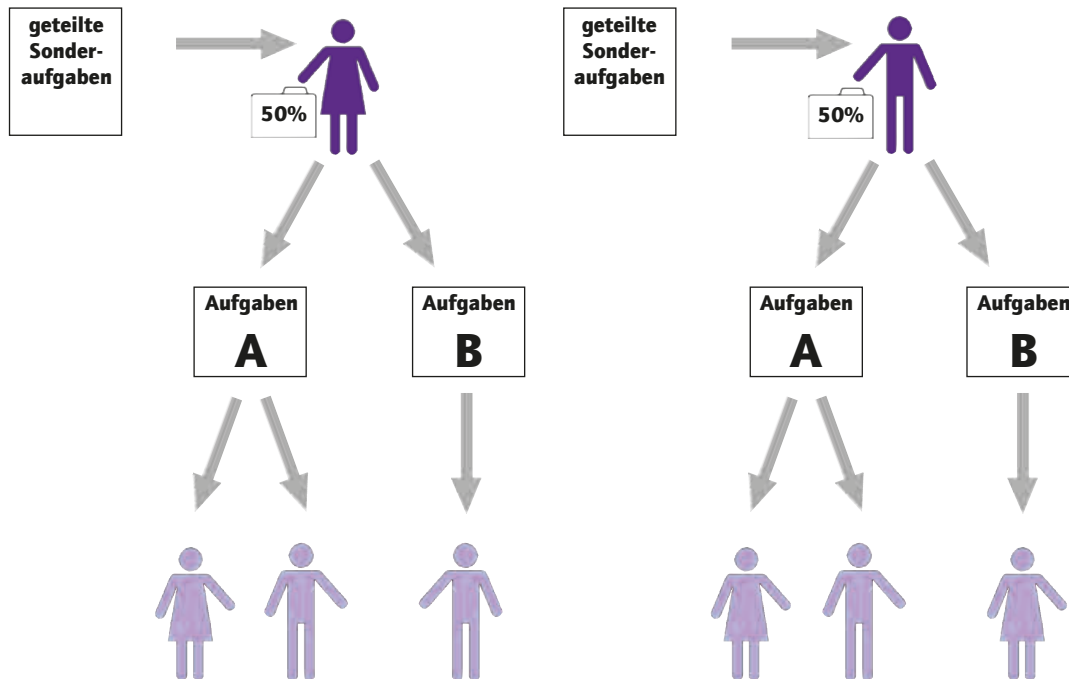 geteilte
Sonder-
aufgaben
50%
geteilte
Sonder-
aufgaben
50%
Aufgaben
A
Aufgaben
B
Aufgaben
A
Aufgaben
B